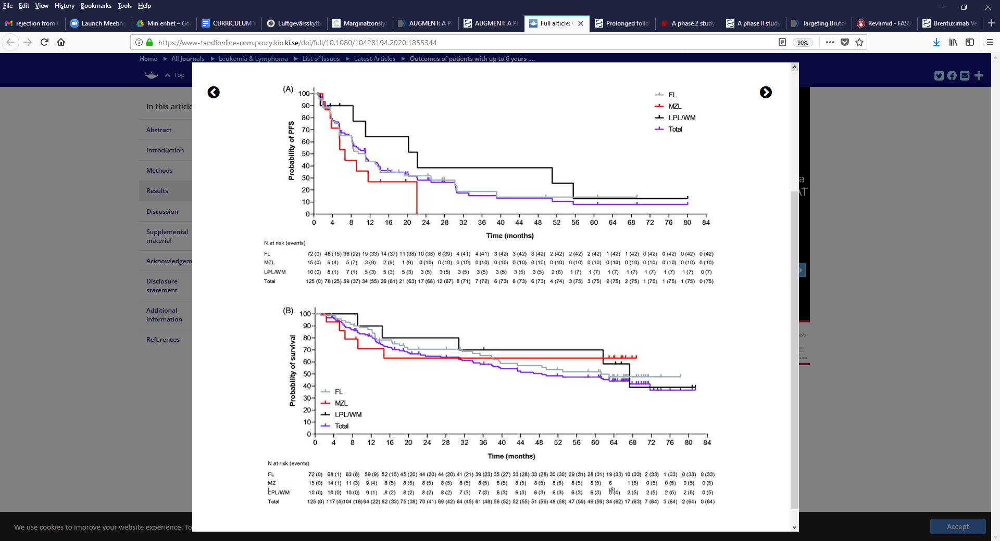 File Edit View History Bookmarks Tools Help
rejection from C
Launch Meeting
Min enhet – Goo
CURRICULUM V
Luftgevärsskytte
Marginalzonsly
AUGMENT: A Ph
AUGMENT: A P
Full article: O
Prolonged follo
A phase 2 study
A phase II study
Targeting Bruto
Revlimid - FASS
Brentuximab Ve
https://www-tandfonline-com.proxy.kib.ki.se/doi/full/10.1080/10428194.2020.1855344
90%
Home ▶ All Journals ▶ Leukemia & Lymphoma ▶ List of Issues ▶ Latest Articles ▶ Outcomes of patients with up to 6 years ....
Top
In this article
Abstract
Introduction
Methods
Results
Discussion
Supplemental
material
Acknowledgem
Disclosure
statement
Additional
information
References
(A)
Probability of PFS
100
90
80
70
60
50
40
30
20
10
0
FL
MZL
LPL/WM
Total
0 4 8 12 16 20 24 28 32 36 40 44 48 52 56 60 64 68 72 76 80 84
Time (months)
N at risk (events)
FL 72 (0) 46 (15) 36 (22) 19 (33) 14 (37) 11 (38) 10 (38) 6 (39) 4 (41) 4 (41) 3 (42) 3 (42) 3 (42) 2 (42) 2 (42) 2 (42) 1 (42) 1 (42) 0 (42) 0 (42) 0 (42) 0 (42)
MZL 15 (0) 9 (4) 5 (7) 3 (9) 2 (9) 1 (9) 0 (10) 0 (10) 0 (10) 0 (10) 0 (10) 0 (10) 0 (10) 0 (10) 0 (10) 0 (10) 0 (10) 0 (10) 0 (10) 0 (10) 0 (10) 0 (10)
LPL/WM 10 (0) 8 (1) 7 (1) 5 (3) 5 (3) 5 (3) 3 (5) 3 (5) 3 (5) 3 (5) 3 (5) 3 (5) 3 (5) 2 (6) 1 (7) 1 (7) 1 (7) 1 (7) 1 (7) 1 (7) 1 (7) 0 (7)
Total 125 (0) 78 (25) 59 (37) 34 (55) 26 (61) 21 (63) 17 (66) 12 (67) 8 (71) 7 (72) 6 (73) 6 (73) 6 (73) 4 (74) 3 (75) 3 (75) 2 (75) 2 (75) 1 (75) 1 (75) 1 (75) 0 (75)
(B)
Probability of survival
100
90
80
70
60
50
40
30
20
10
0
FL
MZL
LPL/WM
Total
0 4 8 12 16 20 24 28 32 36 40 44 48 52 56 60 64 68 72 76 80 84
Time (months)
N at risk (events)
FL 72 (0) 68 (1) 63 (6) 59 (9) 52 (15) 45 (20) 44 (20) 44 (20) 41 (21) 39 (23) 35 (27) 33 (28) 33 (28) 30 (30) 29 (31) 28 (31) 19 (33) 10 (33) 2 (33) 1 (33) 0 (33) 0 (33)
MZ 15 (0) 14 (1) 11 (3) 9 (4) 8 (5) 8 (5) 8 (5) 8 (5) 8 (5) 8 (5) 8 (5) 8 (5) 8 (5) 8 (5) 8 (5) 8 (5) 6 1 (5) 0 (5) 0 (5) 0 (5) 0 (5)
L (5)
LPL/WM 10 (0) 10 (0) 10 (0) 9 (1) 8 (2) 8 (2) 8 (2) 8 (2) 7 (3) 7 (3) 6 (3) 6 (3) 6 (3) 6 (3) 6 (3) 6 (3) 5 (4) 2 (5) 2 (5) 2 (5) 2 (5) 0 (5)
Total 125 (0) 117 (4) 104 (16) 94 (22) 82 (33) 75 (38) 70 (41) 69 (42) 64 (45) 61 (48) 56 (52) 52 (55) 51 (56) 48 (58) 47 (59) 46 (59) 34 (62) 17 (63) 7 (64) 3 (64) 2 (64) 0 (64)
a
AT
We use cookies to improve your website experience. To
Accept